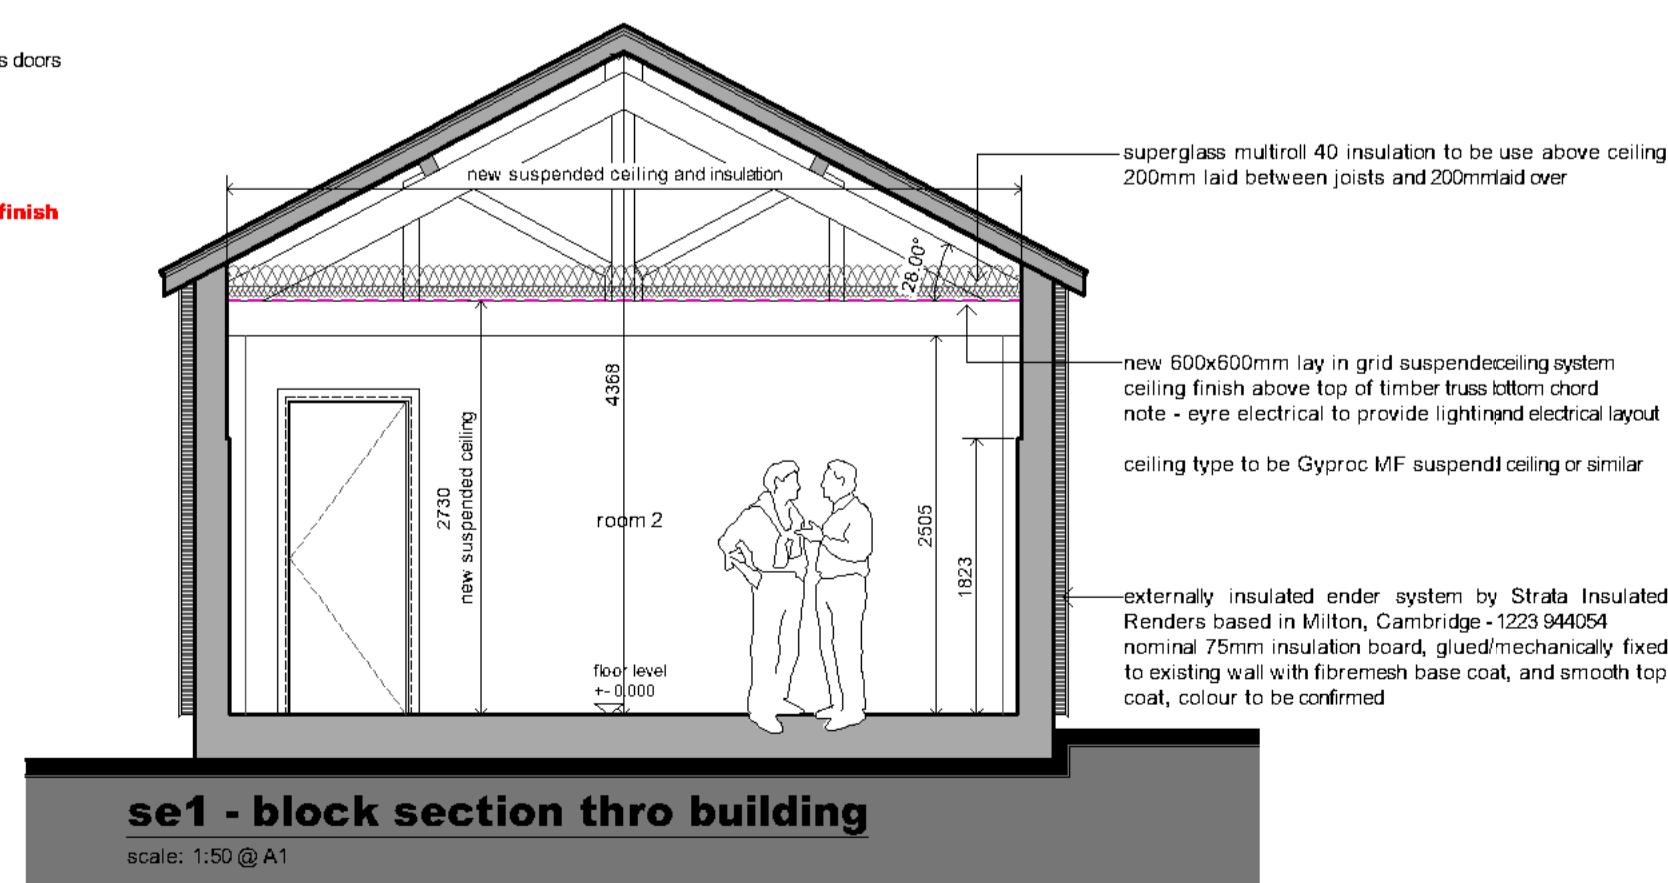 s doors
finish
new suspended ceiling and insulation
superglass multiroll 40 insulation to be use above ceiling
200mm laid between joists and 200mmlaid over
28.00°
new 600x600mm lay in grid suspendecceiling system
ceiling finish above top of timber truss bottom chord
note - eyre electrical to provide lightingand electrical layout
ceiling type to be Gyproc MF suspendd ceiling or similar
4368
2730
new suspended ceiling
room 2
2505
1823
floor level
+- 0.000
externally insulated ender system by Strata Insulated
Renders based in Milton, Cambridge - 1223 944054
nominal 75mm insulation board, glued/mechanically fixed
to existing wall with fibremesh base coat, and smooth top
coat, colour to be confirmed
se1 - block section thro building
scale: 1:50 @ A1